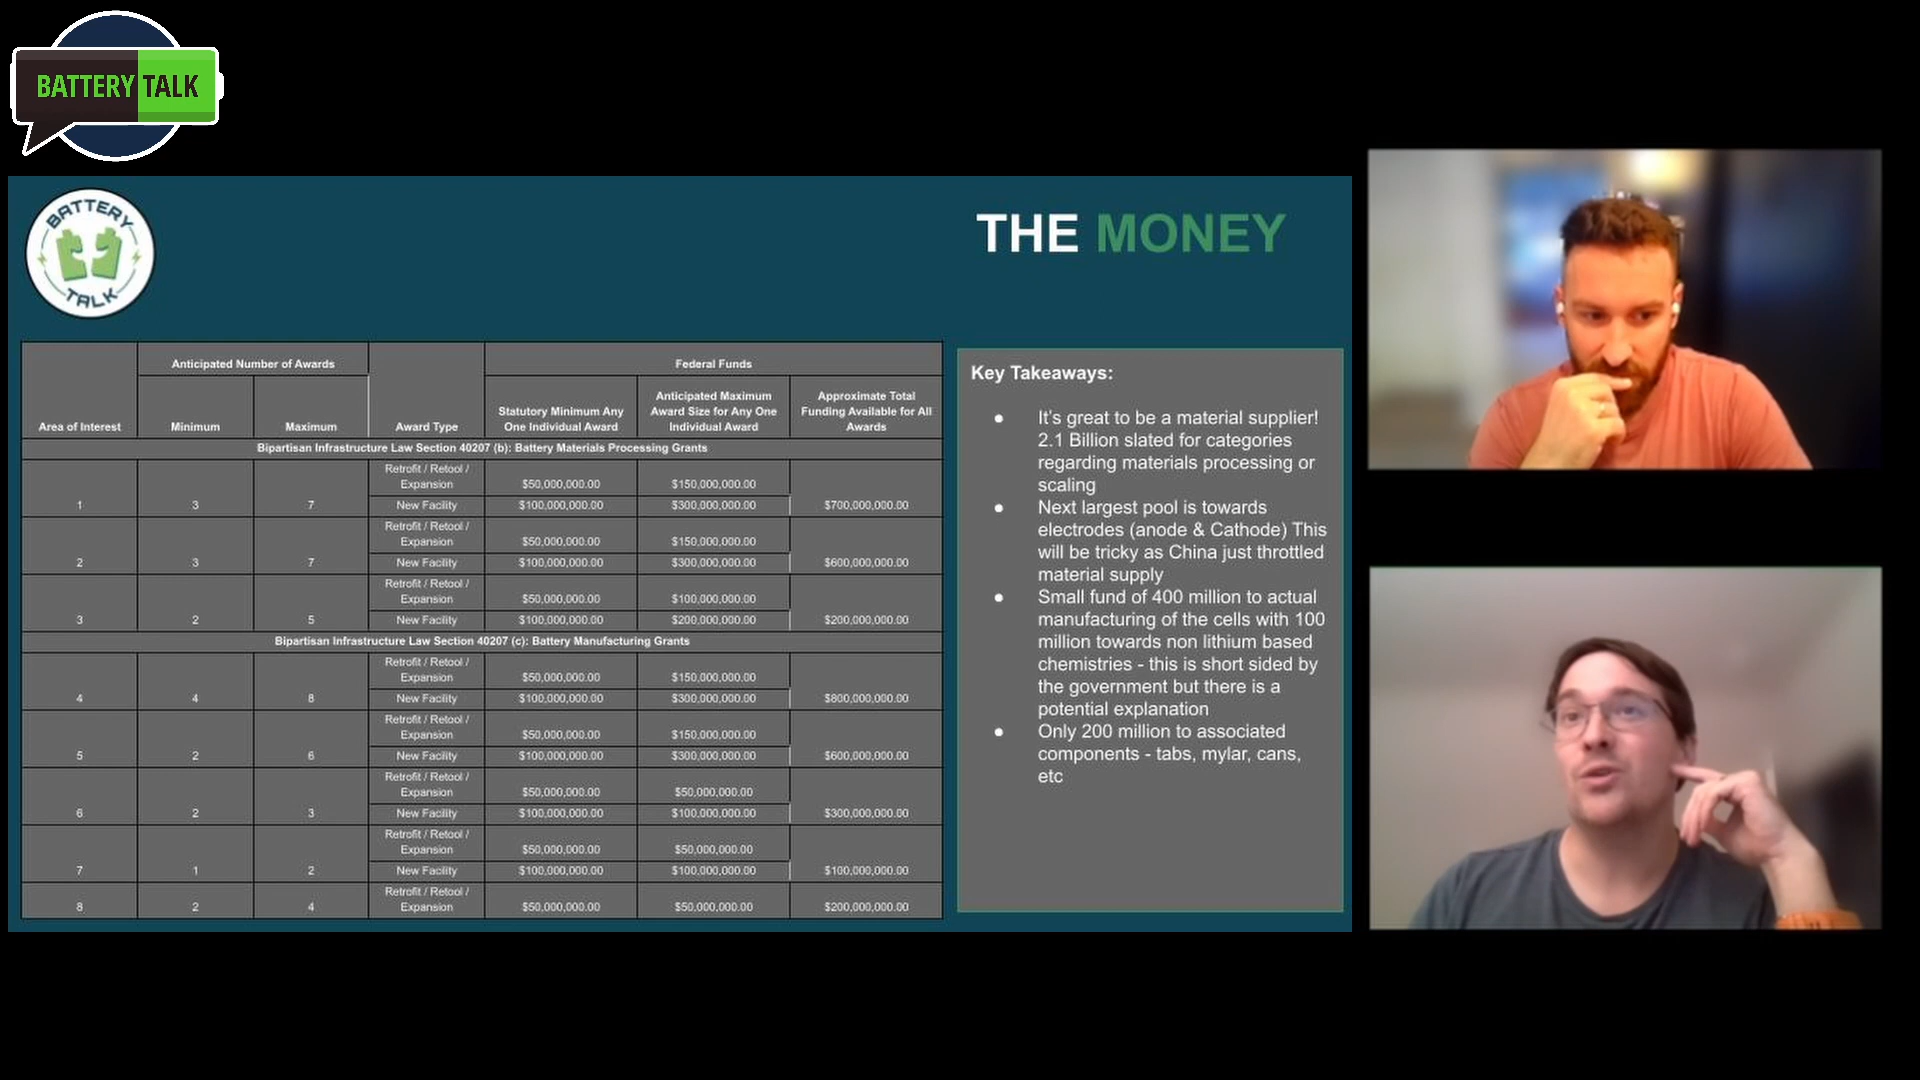 BATTERY TALK
BATTERY
TALK
THE MONEY
Anticipated Number of Awards
Federal Funds
Area of Interest
Minimum
Maximum
Award Type
Statutory Minimum Any
One Individual Award
Anticipated Maximum
Award Size for Any One
Individual Award
Approximate Total
Funding Available for All
Awards
Bipartisan Infrastructure Law Section 40207 (b): Battery Materials Processing Grants
Retrofit / Retool /
Expansion $50,000,000.00 $150,000,000.00
1 3 7 New Facility $100,000,000.00 $300,000,000.00 $700,000,000.00
Retrofit / Retool /
Expansion $50,000,000.00 $150,000,000.00
2 3 7 New Facility $100,000,000.00 $300,000,000.00 $600,000,000.00
Retrofit / Retool /
Expansion $50,000,000.00 $100,000,000.00
3 2 5 New Facility $100,000,000.00 $200,000,000.00 $200,000,000.00
Bipartisan Infrastructure Law Section 40207 (c): Battery Manufacturing Grants
Retrofit / Retool /
Expansion $50,000,000.00 $150,000,000.00
4 4 8 New Facility $100,000,000.00 $300,000,000.00 $800,000,000.00
Retrofit / Retool /
Expansion $50,000,000.00 $150,000,000.00
5 2 6 New Facility $100,000,000.00 $300,000,000.00 $600,000,000.00
Retrofit / Retool /
Expansion $50,000,000.00 $50,000,000.00
6 2 3 New Facility $100,000,000.00 $100,000,000.00 $300,000,000.00
Retrofit / Retool /
Expansion $50,000,000.00 $50,000,000.00
7 1 2 New Facility $100,000,000.00 $100,000,000.00 $100,000,000.00
Retrofit / Retool /
8 2 4 Expansion $50,000,000.00 $50,000,000.00 $200,000,000.00
Key Takeaways:
● It's great to be a material supplier!
2.1 Billion slated for categories
regarding materials processing or
scaling
● Next largest pool is towards
electrodes (anode & Cathode) This
will be tricky as China just throttled
material supply
● Small fund of 400 million to actual
manufacturing of the cells with 100
million towards non lithium based
chemistries - this is short sided by
the government but there is a
potential explanation
● Only 200 million to associated
components - tabs, mylar, cans,
etc